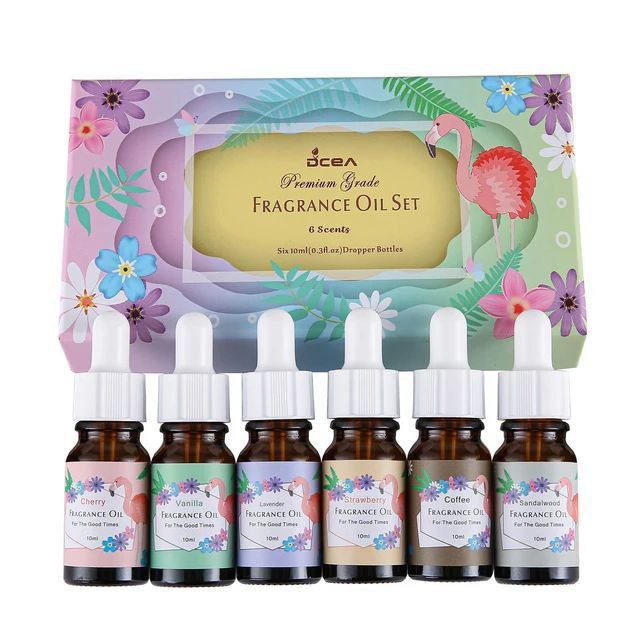 Dcea
Premium Grade
FRAGRANCE OIL SET
6 Scents
Six 10ml(0.3fl.oz)Dropper Bottles
Cherry
FRAGRANCE OIL
For The Good Times
10ml
Vanilla
FRAGRANCE OIL
For The Good Times
10ml
Lavender
FRAGRANCE OIL
For The Good Times
10ml
Strawberry
FRAGRANCE OIL
For The Good Times
10ml
Coffee
FRAGRANCE OIL
For The Good Times
10ml
Sandalwood
FRAGRANCE OIL
For The Good Times
10ml